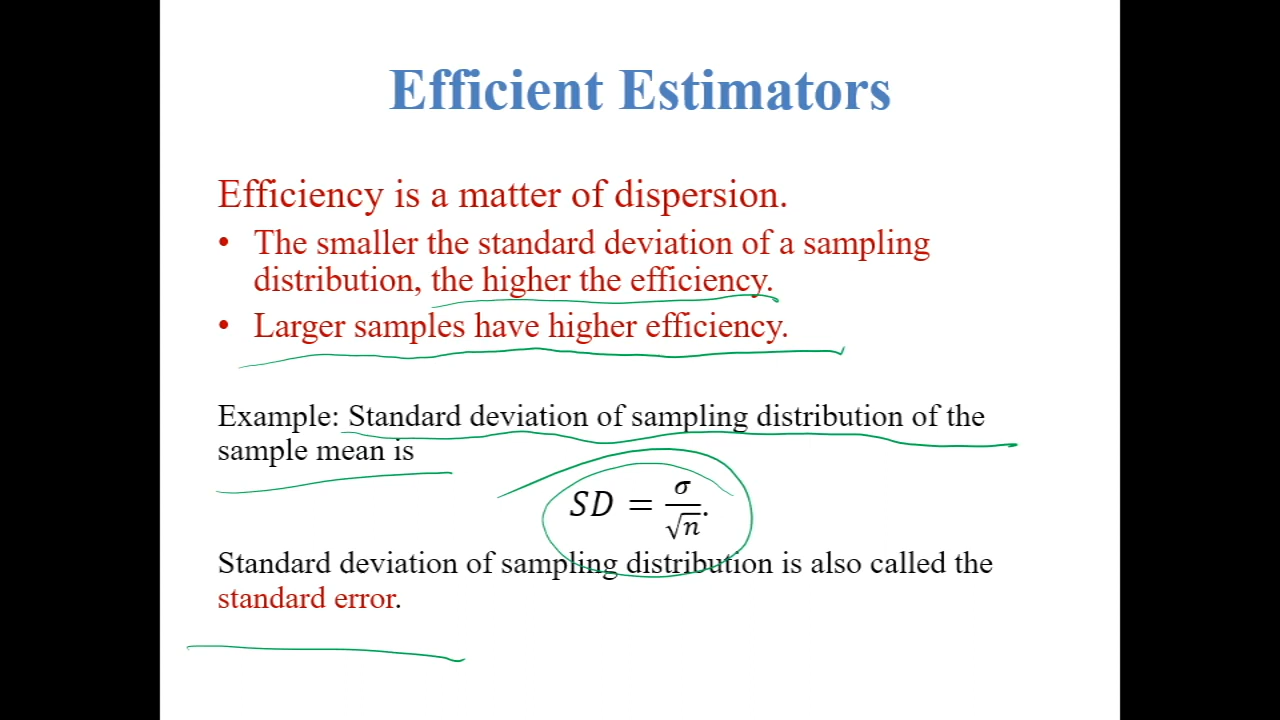 Efficient Estimators
Efficiency is a matter of dispersion.
• The smaller the standard deviation of a sampling
distribution, the higher the efficiency.
• Larger samples have higher efficiency.
Example: Standard deviation of sampling distribution of the
sample mean is
SD = σ/√n.
Standard deviation of sampling distribution is also called the
standard error.